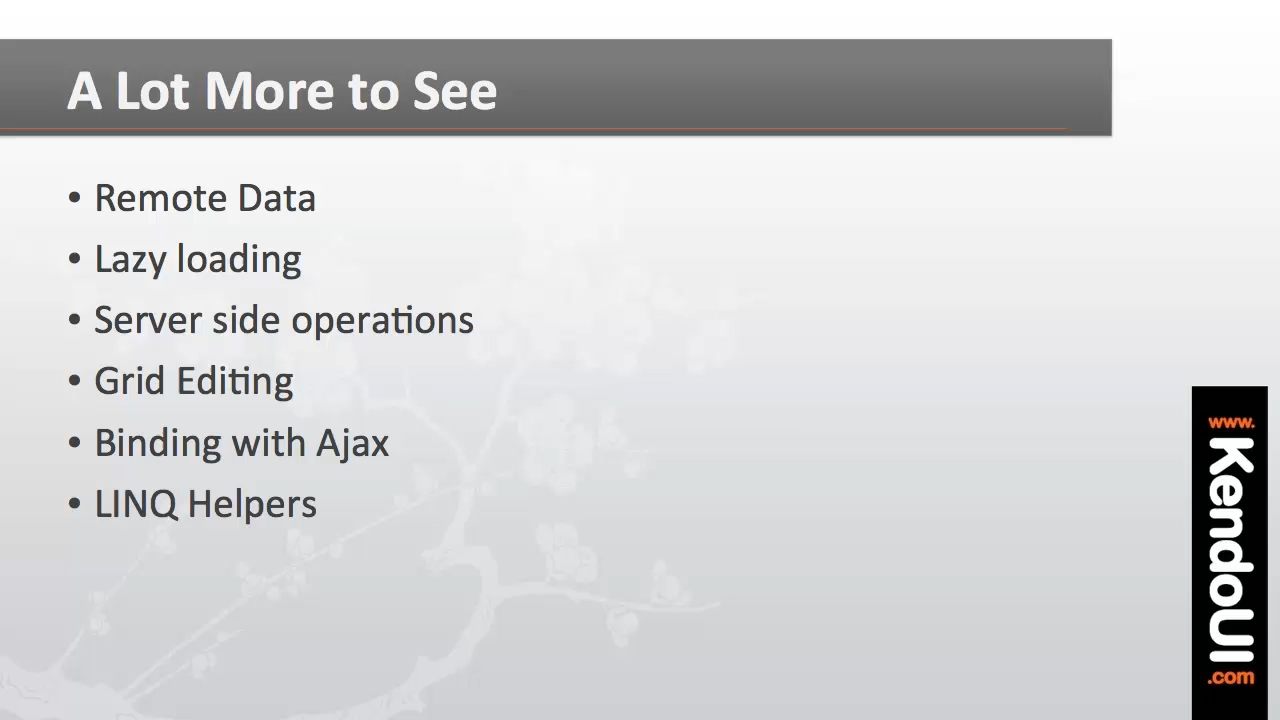 A Lot More to See
• Remote Data
• Lazy loading
• Server side operations
• Grid Editing
• Binding with Ajax
• LINQ Helpers
www.
KendoUI
.com